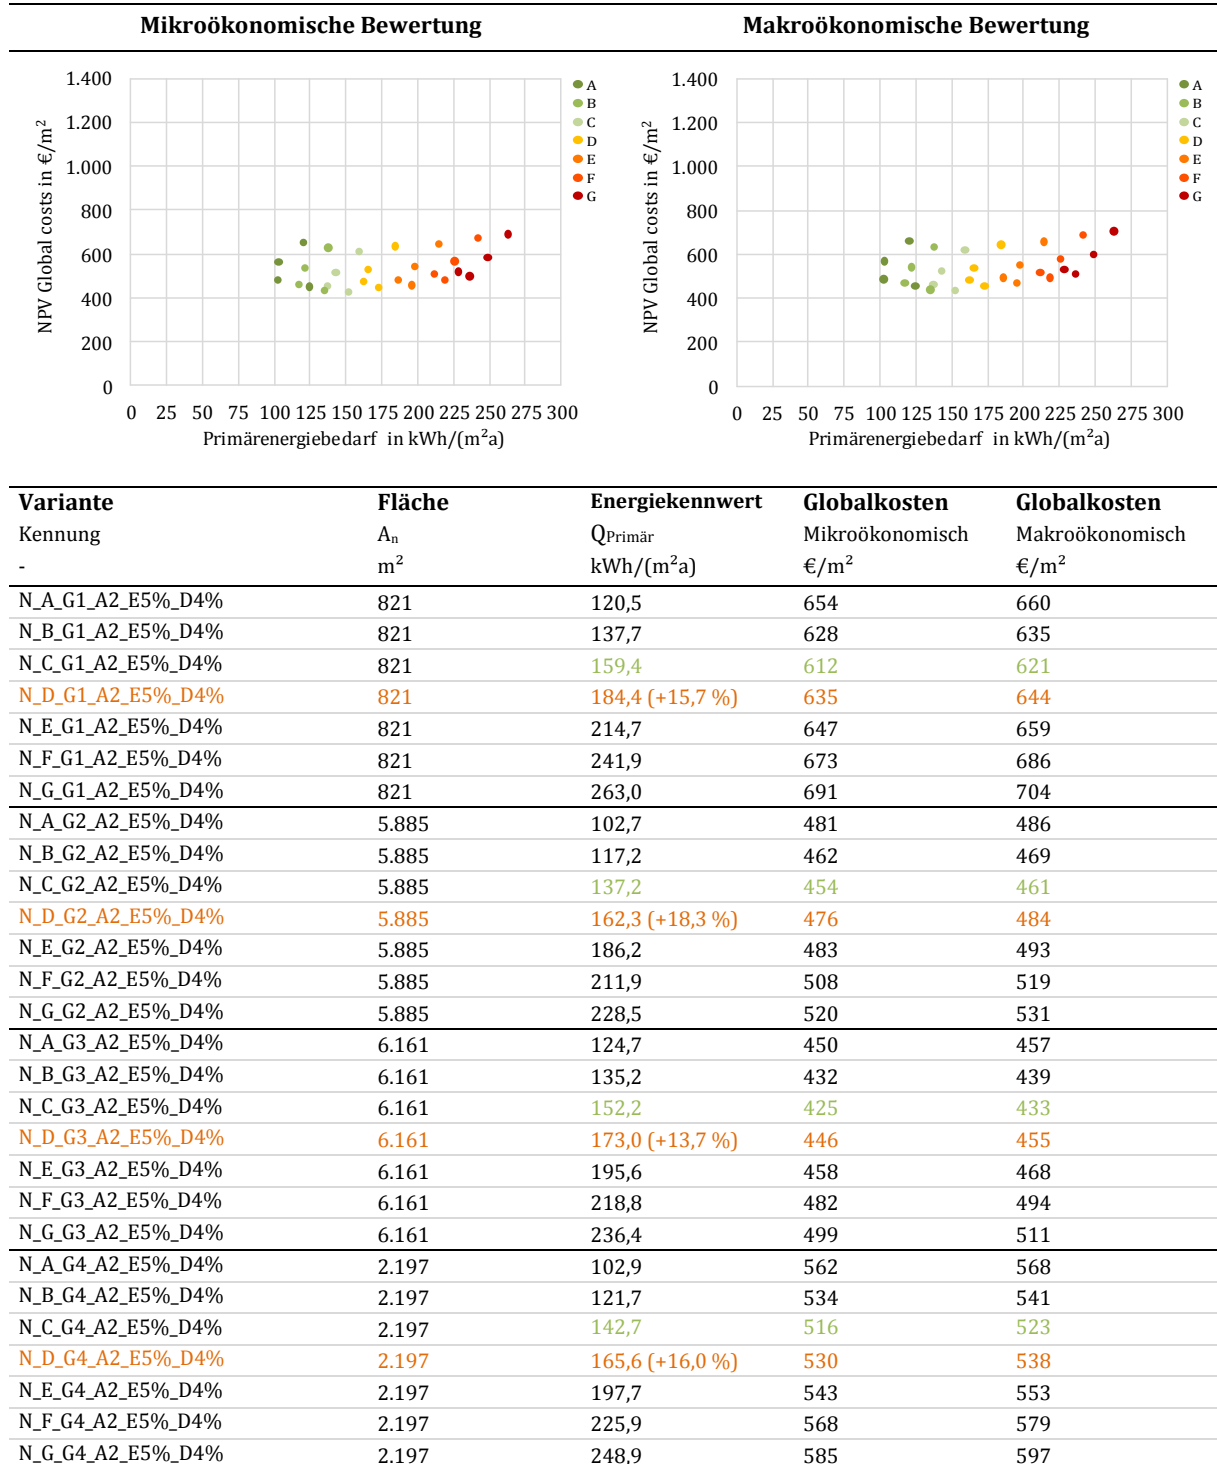 Mikroökonomische Bewertung Makroökonomische Bewertung
1.400
1.200
1.000
800
600
400
200
0
NPV Global costs in €/m²
0 25 50 75 100 125 150 175 200 225 250 275 300
Primärenergiebedarf in kWh/(m²a)
A
B
C
D
E
F
G
1.400
1.200
1.000
800
600
400
200
0
NPV Global costs in €/m²
0 25 50 75 100 125 150 175 200 225 250 275 300
Primärenergiebedarf in kWh/(m²a)
A
B
C
D
E
F
G
Variante Fläche Energiekennwert Globalkosten Globalkosten
Kennung Aₙ QPrimär Mikroökonomisch Makroökonomisch
- m² kWh/(m²a) €/m² €/m²
N_A_G1_A2_E5%_D4% 821 120,5 654 660
N_B_G1_A2_E5%_D4% 821 137,7 628 635
N_C_G1_A2_E5%_D4% 821 159,4 612 621
N_D_G1_A2_E5%_D4% 821 184,4 (+15,7 %) 635 644
N_E_G1_A2_E5%_D4% 821 214,7 647 659
N_F_G1_A2_E5%_D4% 821 241,9 673 686
N_G_G1_A2_E5%_D4% 821 263,0 691 704
N_A_G2_A2_E5%_D4% 5.885 102,7 481 486
N_B_G2_A2_E5%_D4% 5.885 117,2 462 469
N_C_G2_A2_E5%_D4% 5.885 137,2 454 461
N_D_G2_A2_E5%_D4% 5.885 162,3 (+18,3 %) 476 484
N_E_G2_A2_E5%_D4% 5.885 186,2 483 493
N_F_G2_A2_E5%_D4% 5.885 211,9 508 519
N_G_G2_A2_E5%_D4% 5.885 228,5 520 531
N_A_G3_A2_E5%_D4% 6.161 124,7 450 457
N_B_G3_A2_E5%_D4% 6.161 135,2 432 439
N_C_G3_A2_E5%_D4% 6.161 152,2 425 433
N_D_G3_A2_E5%_D4% 6.161 173,0 (+13,7 %) 446 455
N_E_G3_A2_E5%_D4% 6.161 195,6 458 468
N_F_G3_A2_E5%_D4% 6.161 218,8 482 494
N_G_G3_A2_E5%_D4% 6.161 236,4 499 511
N_A_G4_A2_E5%_D4% 2.197 102,9 562 568
N_B_G4_A2_E5%_D4% 2.197 121,7 534 541
N_C_G4_A2_E5%_D4% 2.197 142,7 516 523
N_D_G4_A2_E5%_D4% 2.197 165,6 (+16,0 %) 530 538
N_E_G4_A2_E5%_D4% 2.197 197,7 543 553
N_F_G4_A2_E5%_D4% 2.197 225,9 568 579
N_G_G4_A2_E5%_D4% 2.197 248,9 585 597